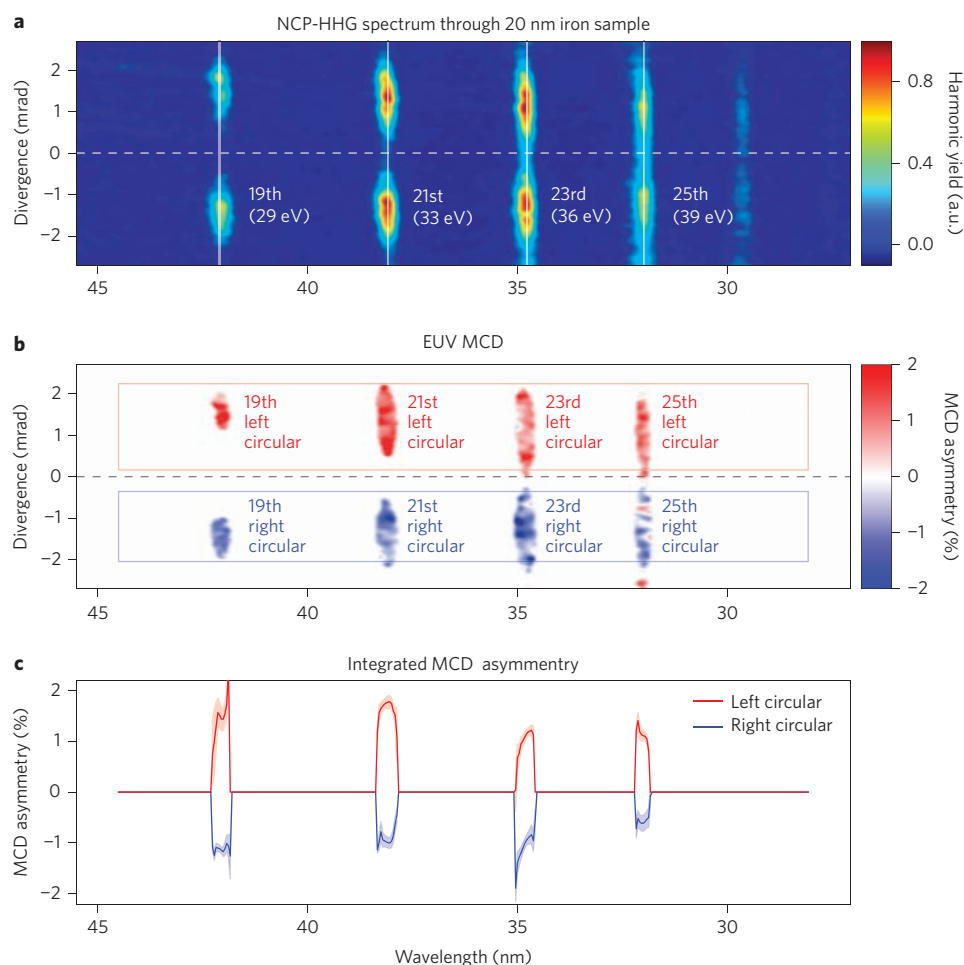 a
NCP-HHG spectrum through 20 nm iron sample
Divergence (mrad)
2
1
0
−1
−2
19th
(29 eV)
21st
(33 eV)
23rd
(36 eV)
25th
(39 eV)
45
40
35
30
0.8
0.4
0.0
Harmonic yield (a.u.)
b
EUV MCD
Divergence (mrad)
2
1
0
−1
−2
19th
left
circular
21st
left
circular
23rd
left
circular
25th
left
circular
19th
right
circular
21st
right
circular
23rd
right
circular
25th
right
circular
45
40
35
30
2
1
0
−1
−2
MCD asymmetry (%)
c
Integrated MCD asymmentry
MCD asymmetry (%)
2
1
0
−1
−2
Left circular
Right circular
45
40
35
30
Wavelength (nm)